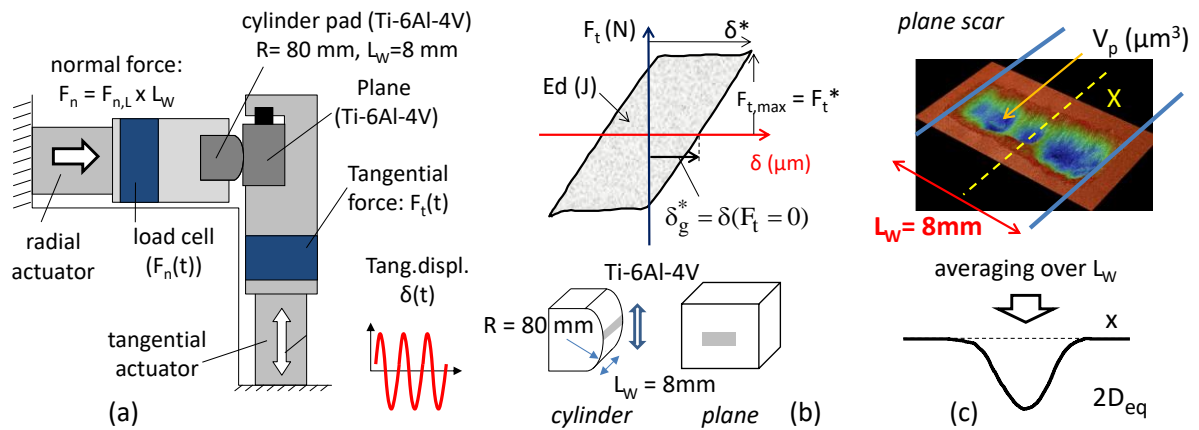 cylinder pad (Ti-6Al-4V)
R= 80 mm, L_W=8 mm
normal force:
F_n = F_{n,L} x L_W
Plane
(Ti-6Al-4V)
Tangential
force: F_t(t)
radial
actuator
load cell
(F_n(t))
Tang.displ.
δ(t)
tangential
actuator
(a)
F_t (N)
δ*
Ed (J)
F_{t,max} = F_t*
δ (μm)
δ_g^* = δ(F_t = 0)
Ti-6Al-4V
R = 80 mm
L_W = 8mm
cylinder
plane
(b)
plane scar
V_p (μm³)
X
L_W = 8mm
averaging over L_W
x
2D_eq
(c)